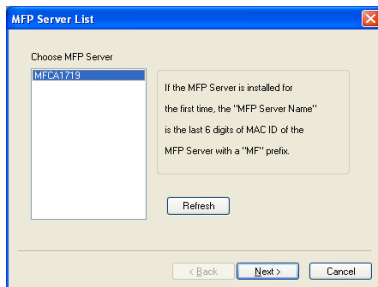 MFP Server List
Choose MFP Server
MFCA1719
If the MFP Server is installed for
the first time, the "MFP Server Name"
is the last 6 digits of MAC ID of the
MFP Server with a "MF" prefix.
Refresh
< Back
Next >
Cancel